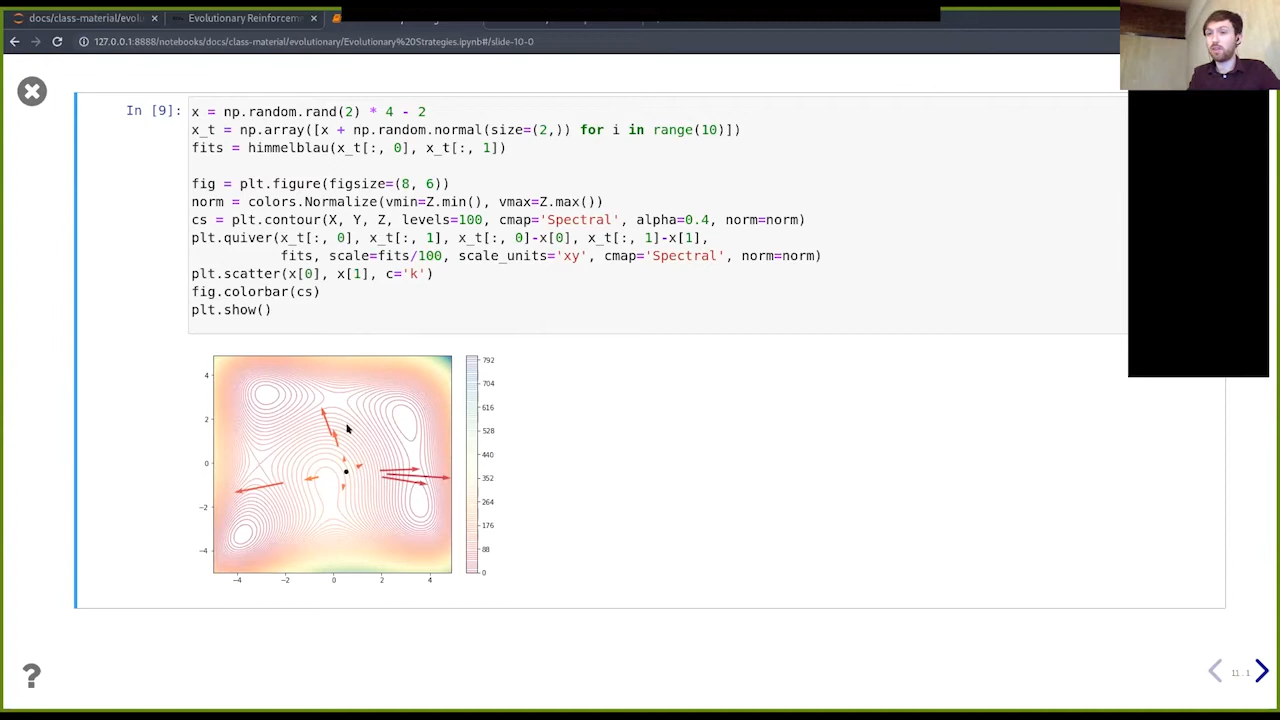 docs/class-material/evolu
Evolutionary Reinforceme
127.0.0.1:8888/notebooks/docs/class-material/evolutionary/Evolutionary%20Strategies.ipynb#/slide-10-0
In [9]:
x = np.random.rand(2) * 4 - 2
x_t = np.array([x + np.random.normal(size=(2,)) for i in range(10)])
fits = himmelblau(x_t[:, 0], x_t[:, 1])
fig = plt.figure(figsize=(8, 6))
norm = colors.Normalize(vmin=Z.min(), vmax=Z.max())
cs = plt.contour(X, Y, Z, levels=100, cmap='Spectral', alpha=0.4, norm=norm)
plt.quiver(x_t[:, 0], x_t[:, 1], x_t[:, 0]-x[0], x_t[:, 1]-x[1],
fits, scale=fits/100, scale_units='xy', cmap='Spectral', norm=norm)
plt.scatter(x[0], x[1], c='k')
fig.colorbar(cs)
plt.show()
4
2
0
−2
−4
−4 −2 0 2 4
792
704
616
528
440
352
264
176
88
0
?
11.1